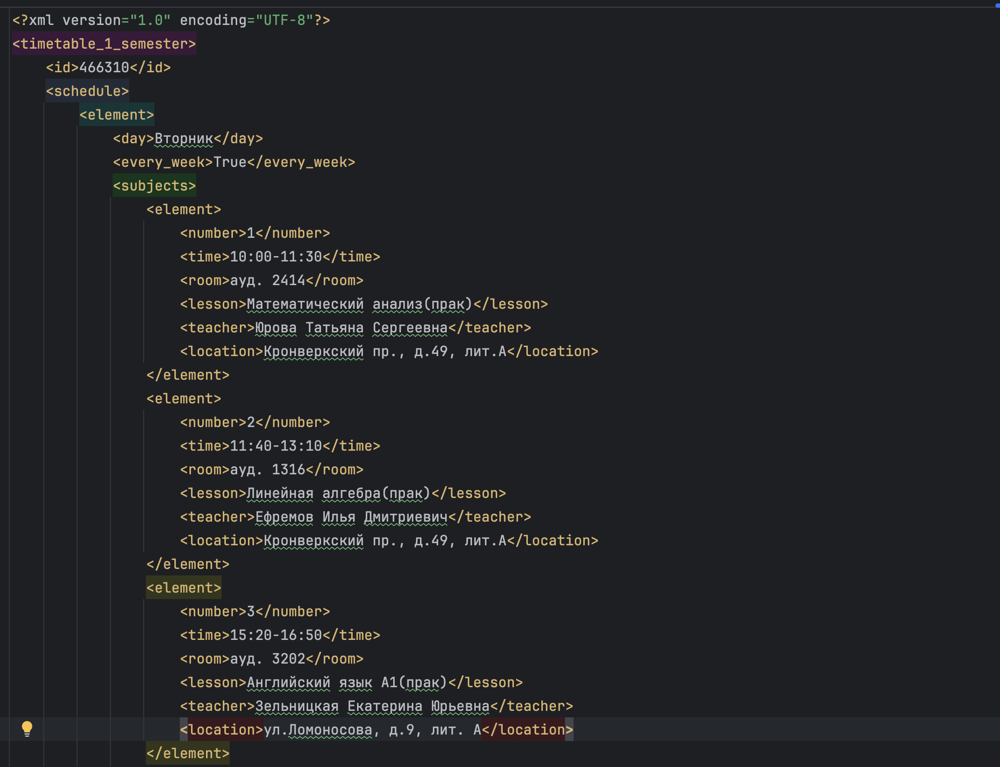 <?xml version="1.0" encoding="UTF-8"?>
<timetable_1_semester>
<id>466310</id>
<schedule>
<element>
<day>Вторник</day>
<every_week>True</every_week>
<subjects>
<element>
<number>1</number>
<time>10:00-11:30</time>
<room>ауд. 2414</room>
<lesson>Математический анализ(прак)</lesson>
<teacher>Юрова Татьяна Сергеевна</teacher>
<location>Кронверкский пр., д.49, лит.А</location>
</element>
<element>
<number>2</number>
<time>11:40-13:10</time>
<room>ауд. 1316</room>
<lesson>Линейная алгебра(прак)</lesson>
<teacher>Ефремов Илья Дмитриевич</teacher>
<location>Кронверкский пр., д.49, лит.А</location>
</element>
<element>
<number>3</number>
<time>15:20-16:50</time>
<room>ауд. 3202</room>
<lesson>Английский язык А1(прак)</lesson>
<teacher>Зельницкая Екатерина Юрьевна</teacher>
<location>ул.Ломоносова, д.9, лит. А</location>
</element>